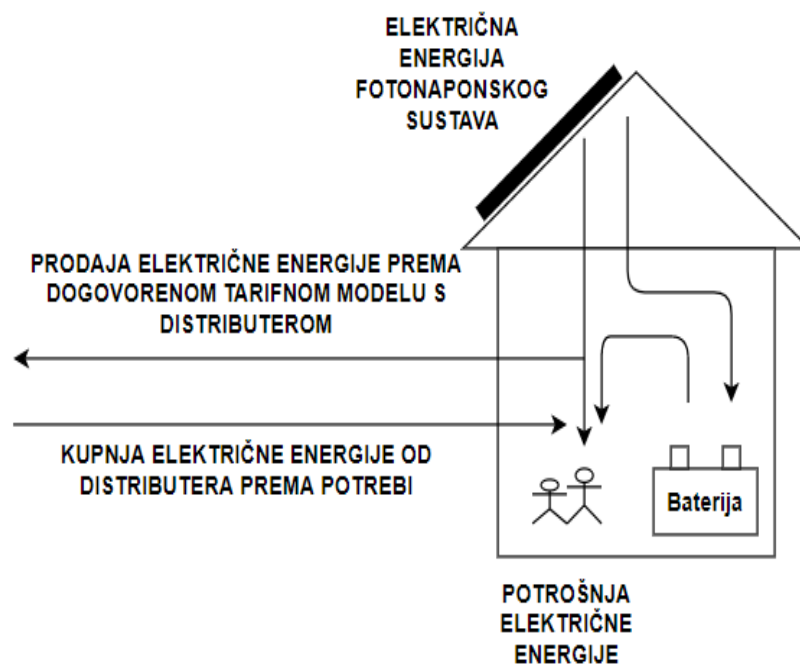 ELEKTRIČNA
ENERGIJA
FOTONAPONSKOG
SUSTAVA
PRODAJA ELEKTRIČNE ENERGIJE PREMA
DOGOVORENOM TARIFNOM MODELU S
DISTRIBUTEROM
KUPNJA ELEKTRIČNE ENERGIJE OD
DISTRIBUTERA PREMA POTREBI
Baterija
POTROŠNJA
ELEKTRIČNE
ENERGIJE